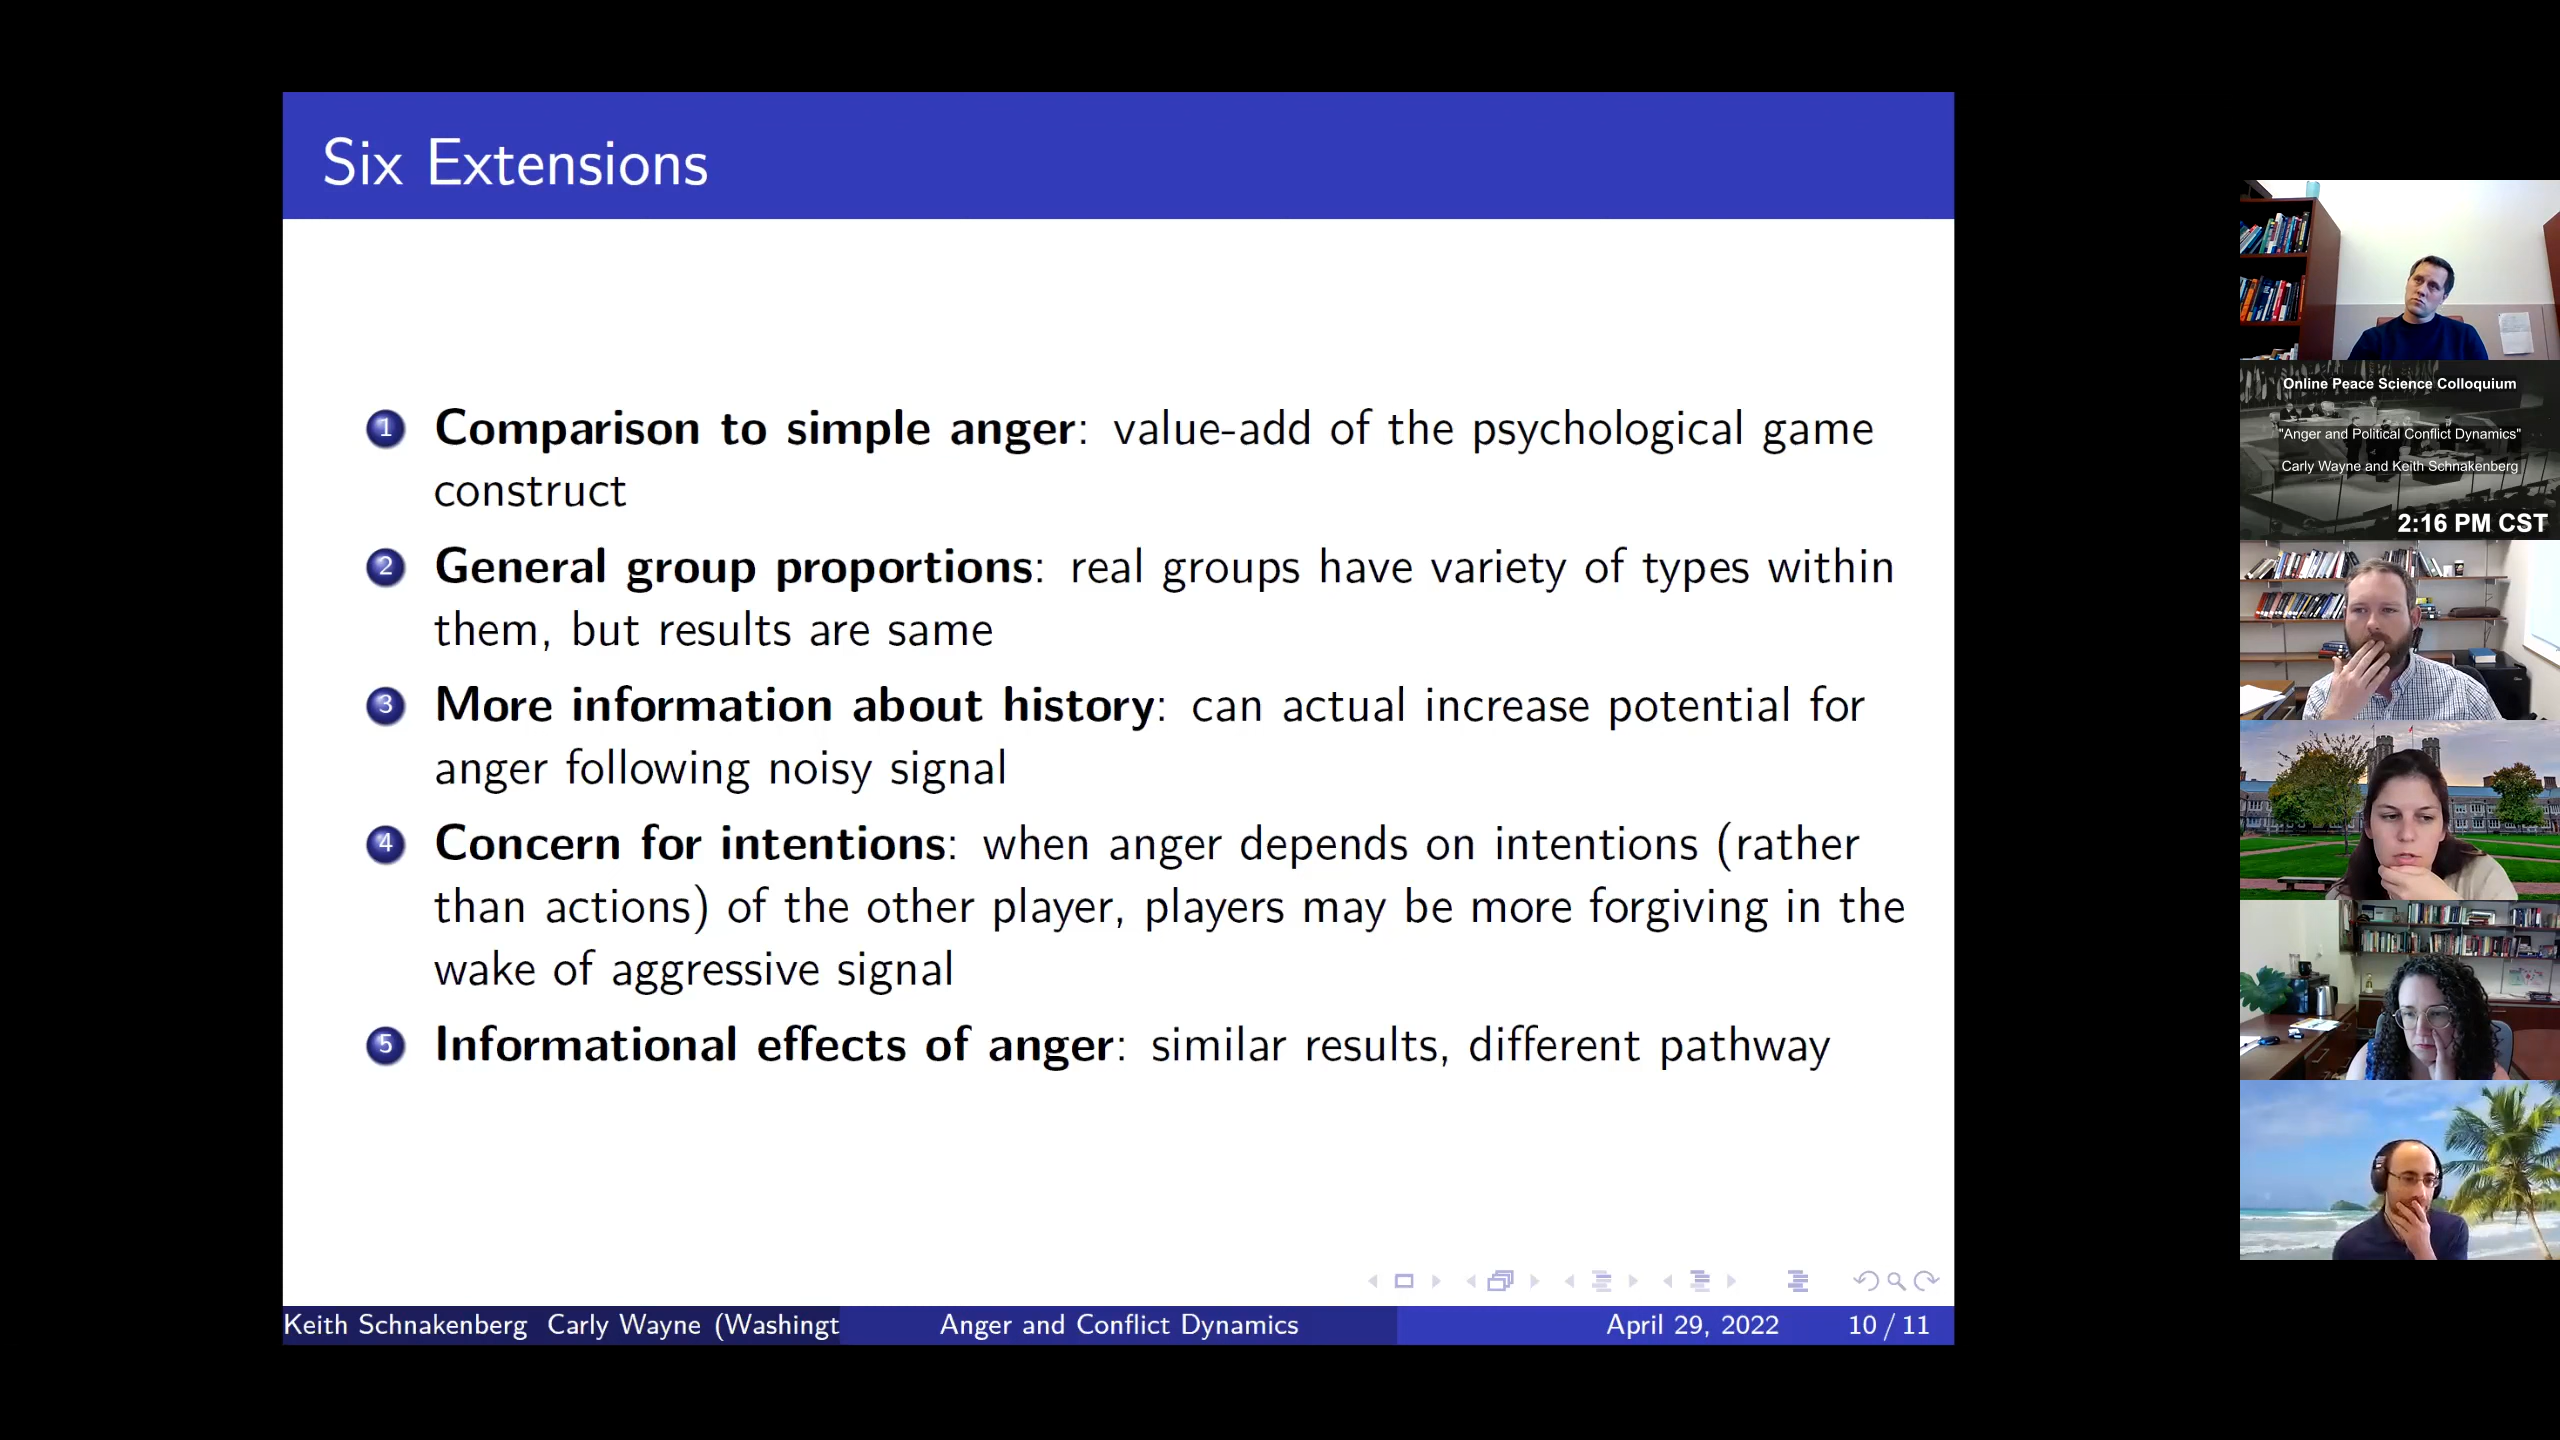 Six Extensions
1 Comparison to simple anger: value-add of the psychological game
construct
2 General group proportions: real groups have variety of types within
them, but results are same
3 More information about history: can actual increase potential for
anger following noisy signal
4 Concern for intentions: when anger depends on intentions (rather
than actions) of the other player, players may be more forgiving in the
wake of aggressive signal
5 Informational effects of anger: similar results, different pathway
Keith Schnakenberg Carly Wayne (Washingt Anger and Conflict Dynamics April 29, 2022 10 / 11
Online Peace Science Colloquium
"Anger and Political Conflict Dynamics"
Carly Wayne and Keith Schnakenberg
2:16 PM CST